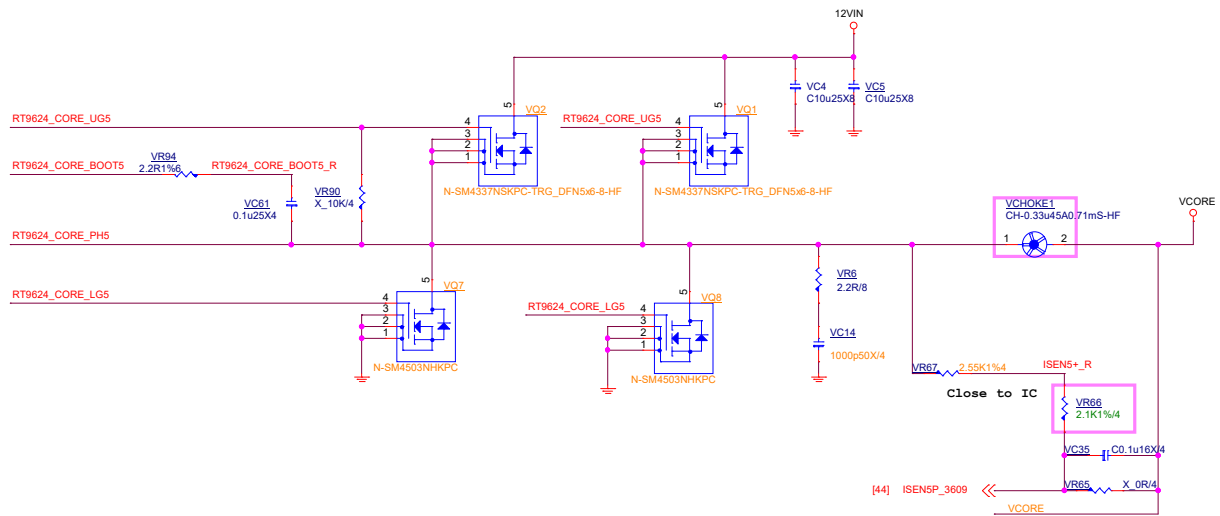 12VIN
VC4
C10u25X8
VC5
C10u25X8
RT9624_CORE_UG5
5
VQ2
4
3
2
1
N-SM4337NSKPC-TRG_DFN5x6-8-HF
RT9624_CORE_UG5
5
VQ1
4
3
2
1
N-SM4337NSKPC-TRG_DFN5x6-8-HF
RT9624_CORE_BOOT5
VR94
2.2R1%6
RT9624_CORE_BOOT5_R
VC61
0.1u25X4
VR90
X_10K/4
RT9624_CORE_PH5
VCHOKE1
CH-0.33u45A0.71mS-HF
1
2
VCORE
RT9624_CORE_LG5
5
VQ7
4
3
2
1
N-SM4503NHKPC
RT9624_CORE_LG5
5
VQ8
4
3
2
1
N-SM4503NHKPC
VR6
2.2R/8
VC14
1000p50X/4
VR67
2.55K1%4
ISEN5+_R
Close to IC
VR66
2.1K1%/4
VC35
C0.1u16X/4
[44]
ISEN5P_3609
VR65
X_0R/4
VCORE